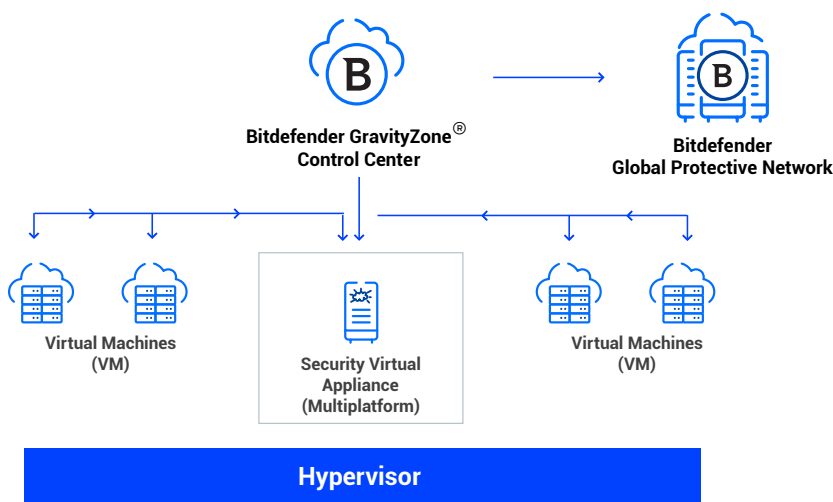 B
B
Bitdefender GravityZone®
Control Center
Bitdefender
Global Protective Network
Virtual Machines
(VM)
Security Virtual
Appliance
(Multiplatform)
Virtual Machines
(VM)
Hypervisor